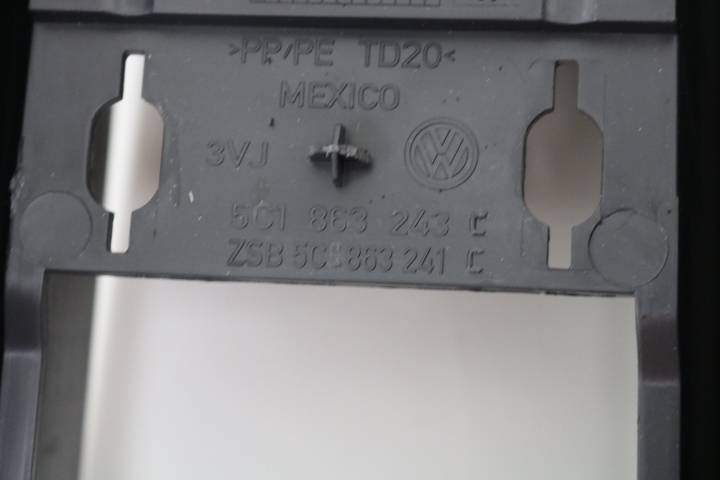 >PP/PE TD20<
MEXICO
3VJ
5C1 863 243 C
ZSB 5C1 863 241 C